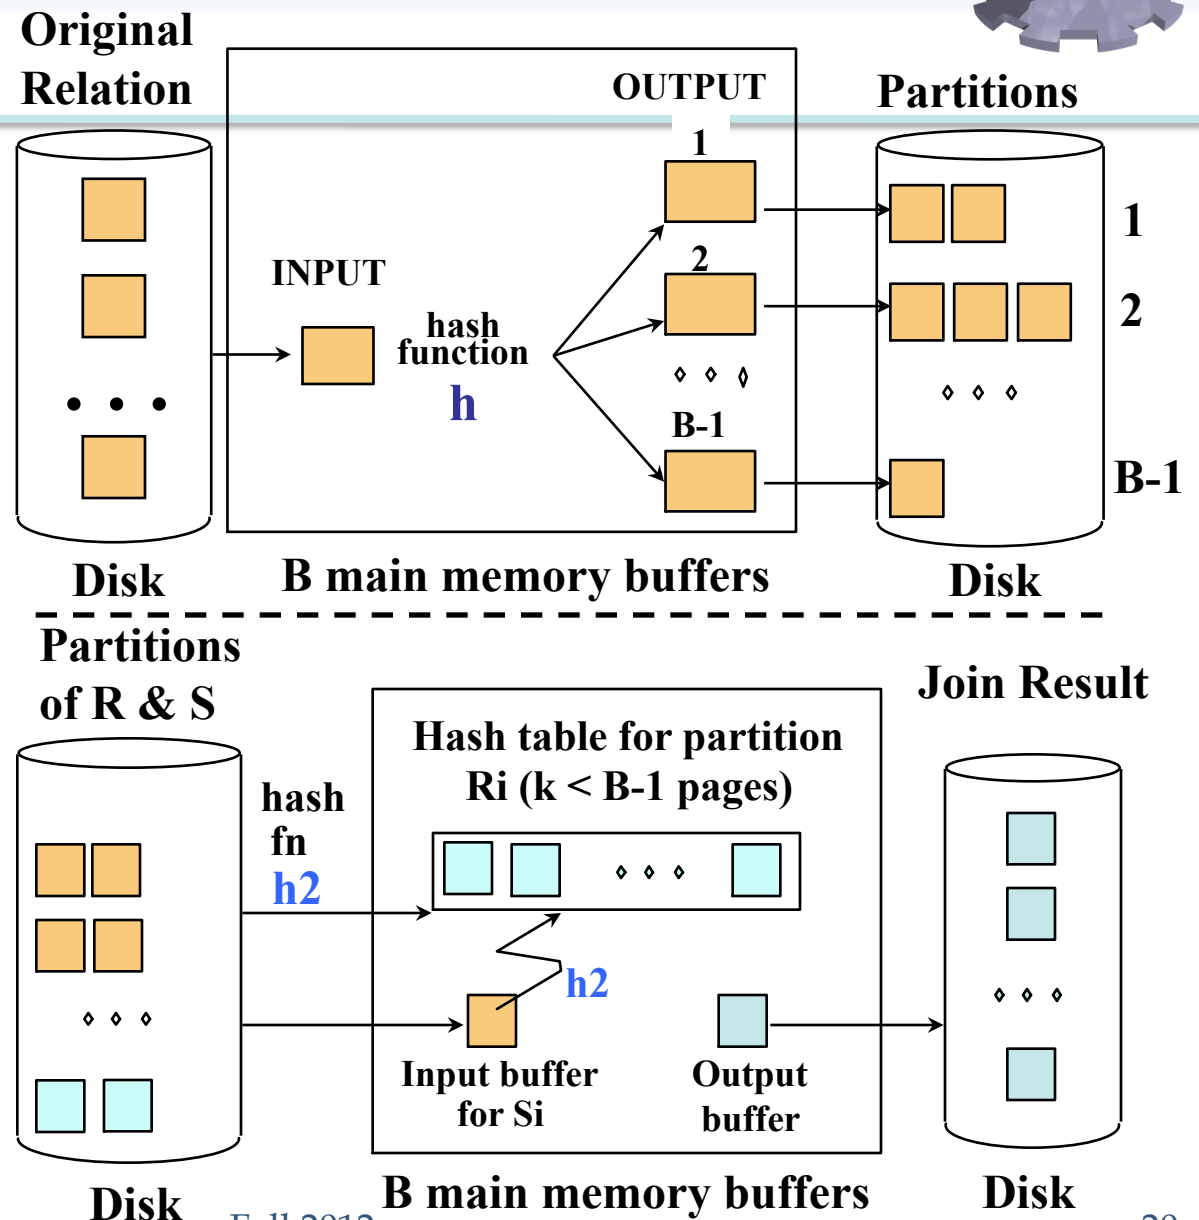 Original
Relation
OUTPUT
Partitions
1
1
INPUT
2
hash
function
h
2
B-1
B-1
Disk
B main memory buffers
Disk
Partitions
of R & S
Join Result
Hash table for partition
Ri (k < B-1 pages)
hash
fn
h2
h2
Input buffer
for Si
Output
buffer
Disk
B main memory buffers
Disk